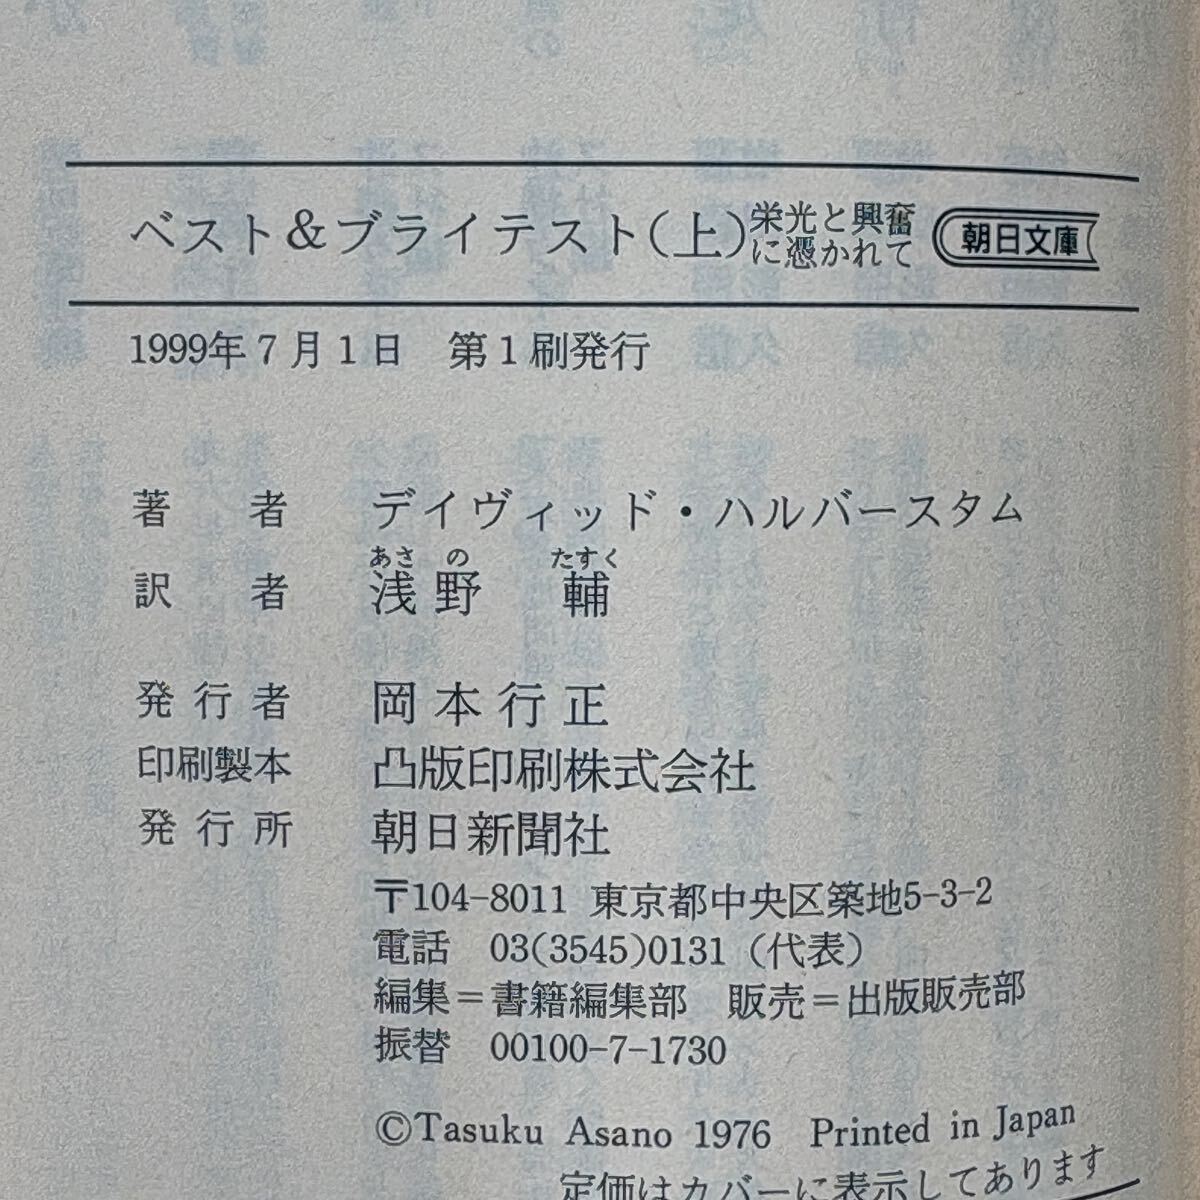 ベスト&ブライテスト(上)栄光と興奮に憑かれて 朝日文庫
1999年7月1日 第1刷発行
著者 デイヴィッド・ハルバースタム
あさの たすく
訳者 浅野 輔
発行者 岡本行正
印刷製本 凸版印刷株式会社
発行所 朝日新聞社
〒104-8011 東京都中央区築地5-3-2
電話 03(3545)0131(代表)
編集=書籍編集部 販売=出版販売部
振替 00100-7-1730
©Tasuku Asano 1976 Printed in Japan
定価はカバーに表示してあります